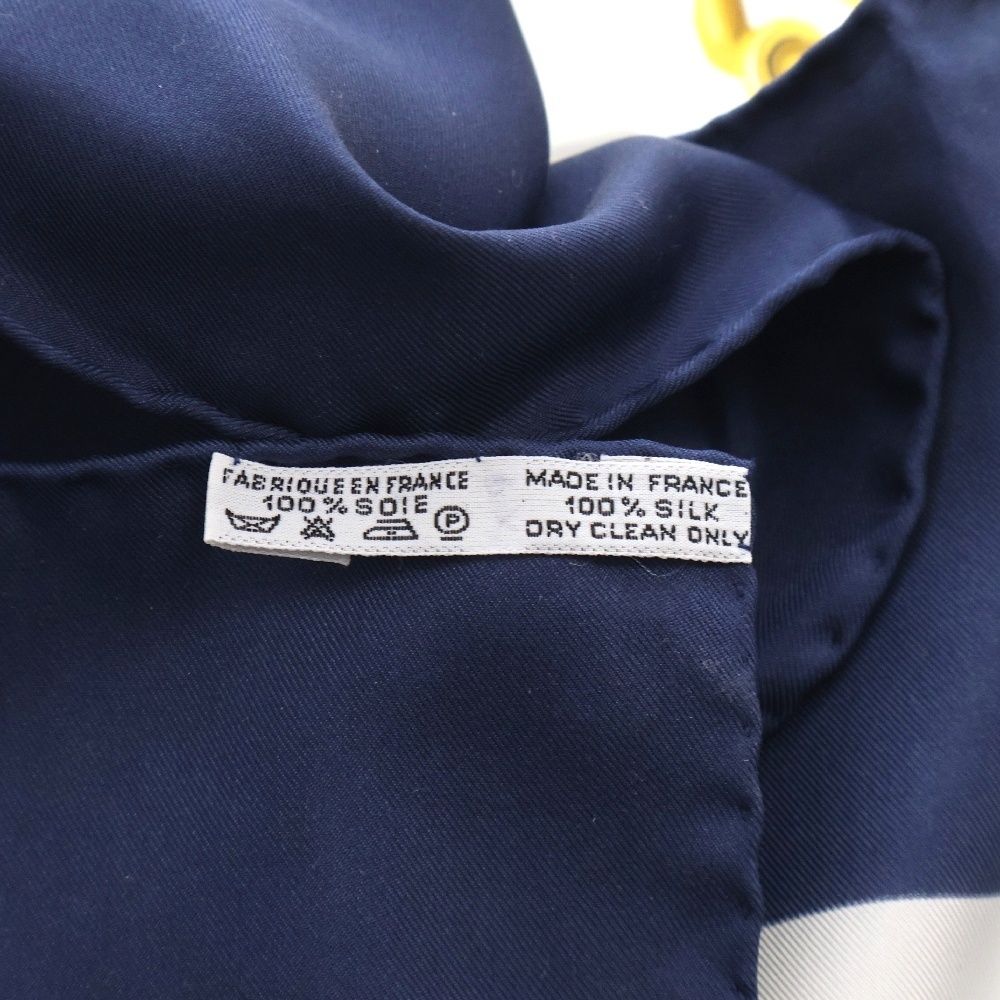 FABRIQUE EN FRANCE
100% SOIE
P
MADE IN FRANCE
100% SILK
DRY CLEAN ONLY